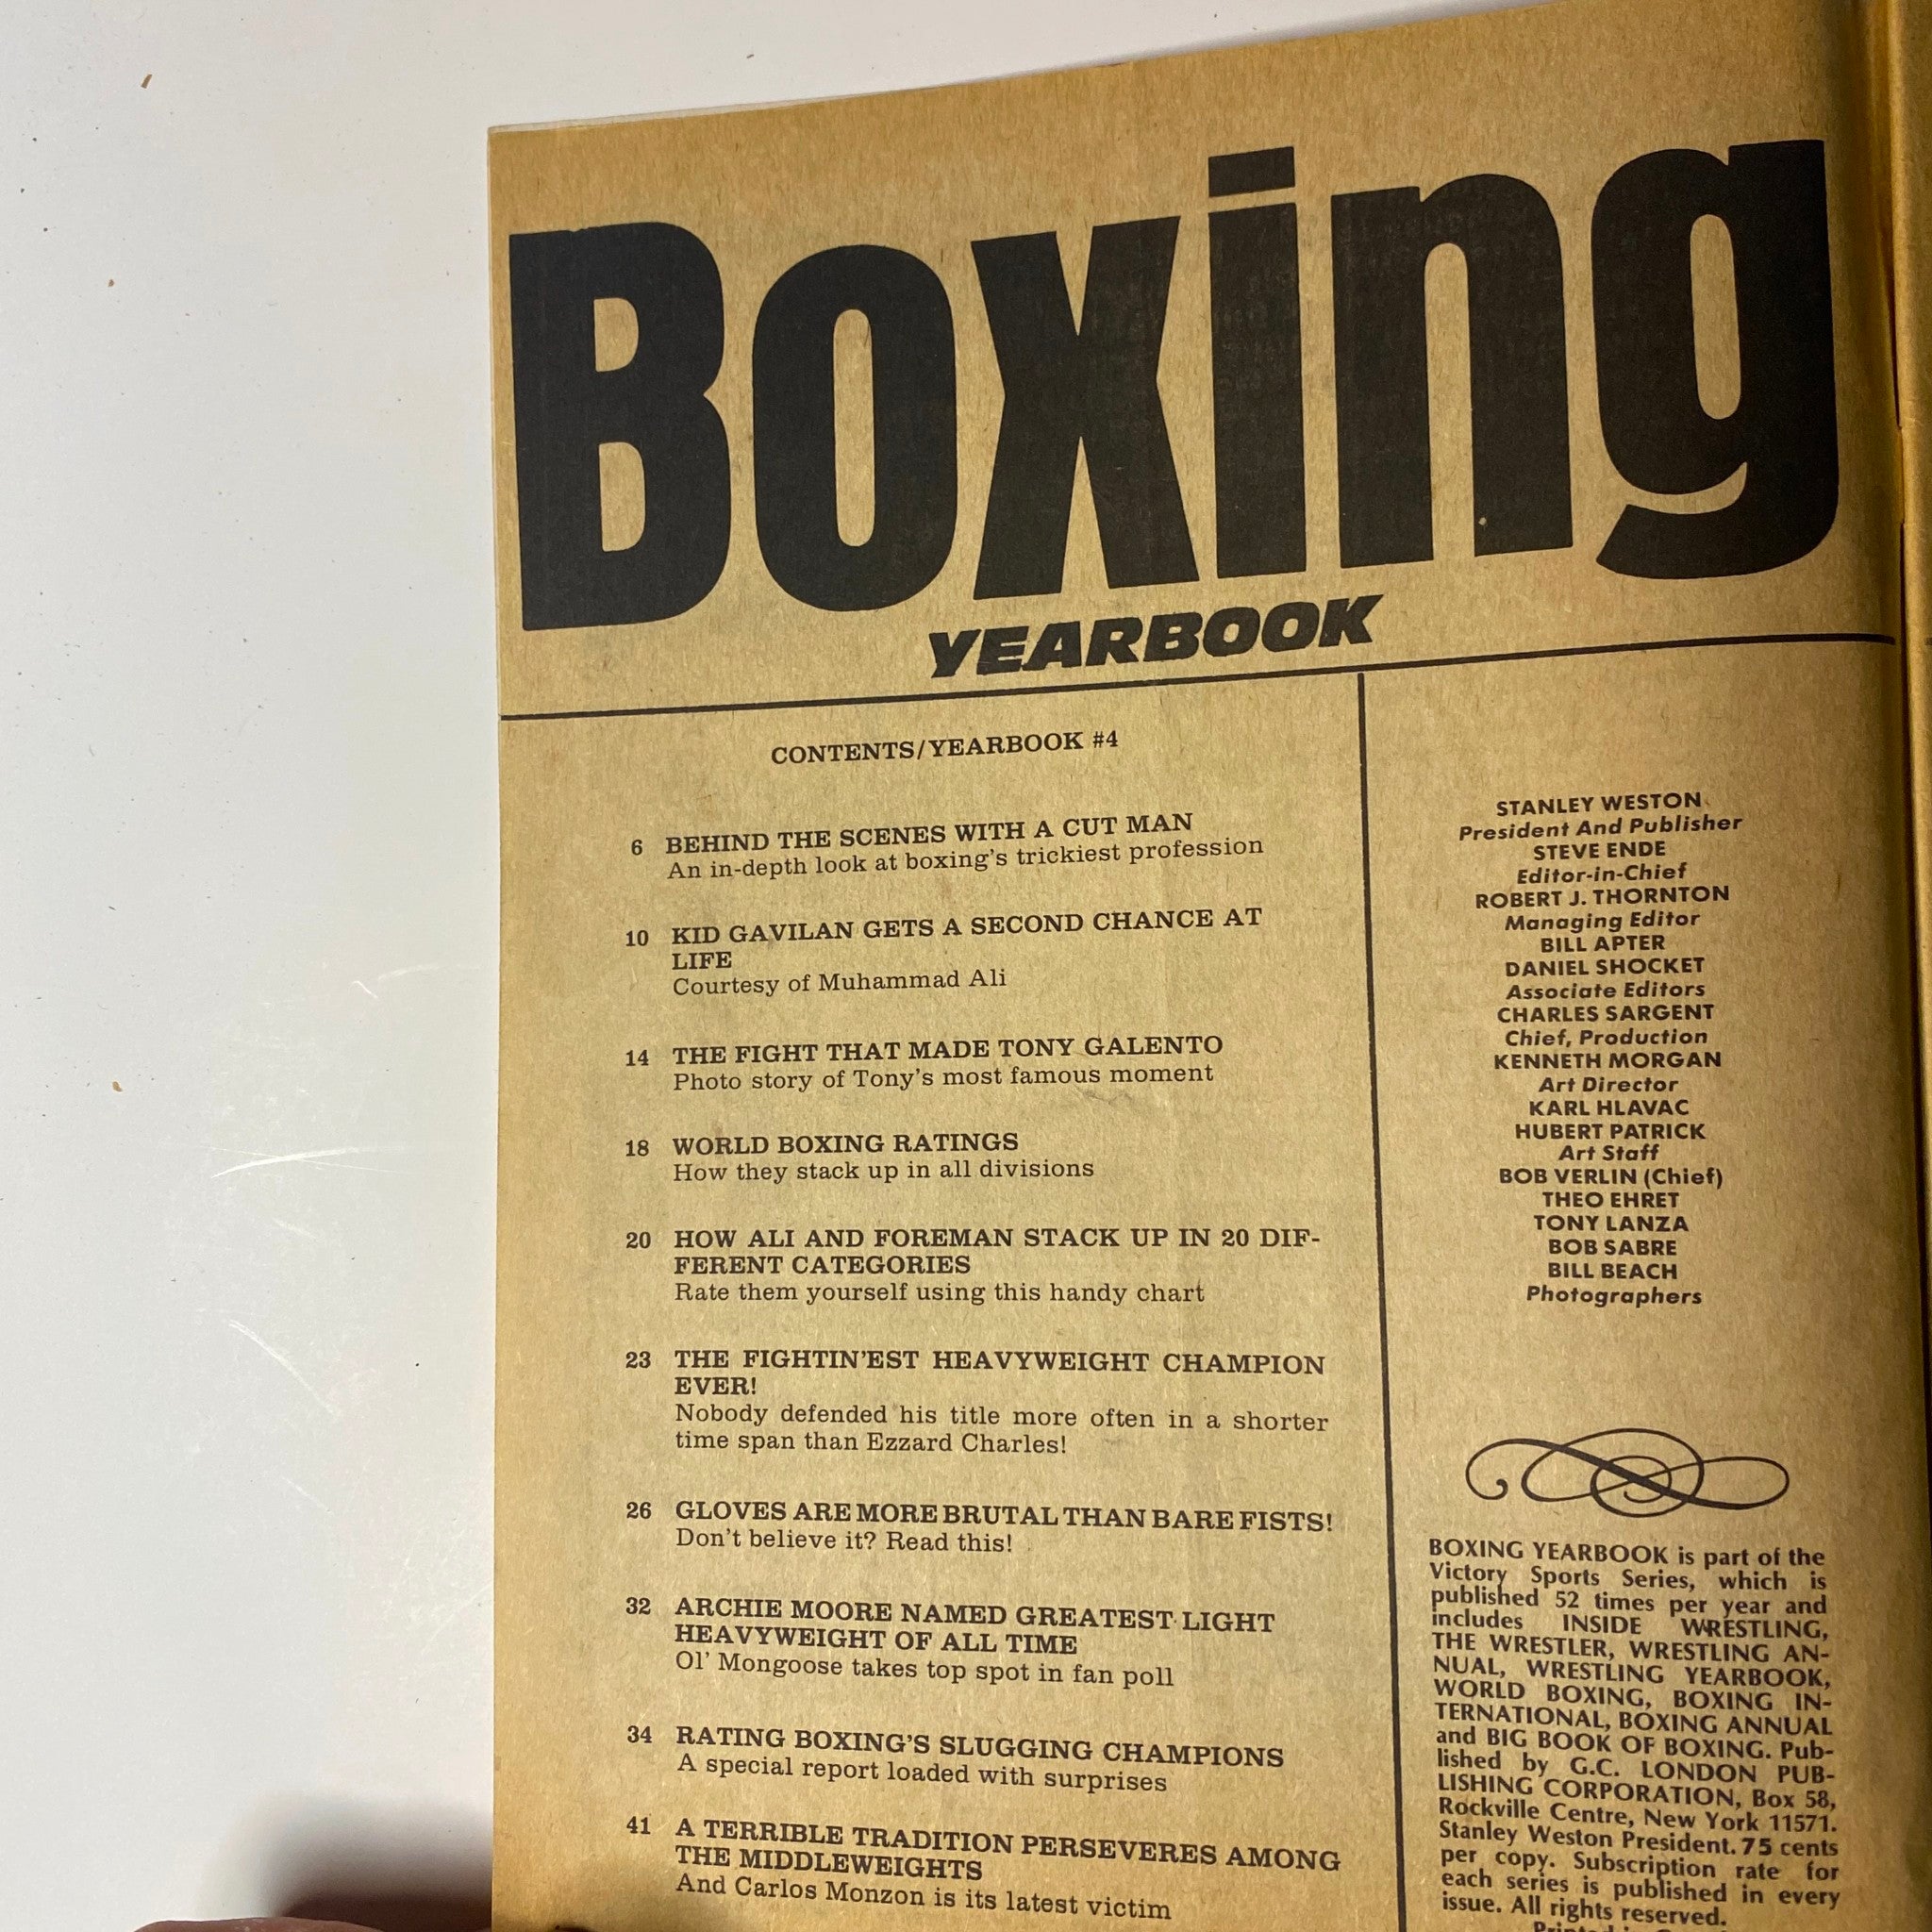 Boxing
YEARBOOK
CONTENTS/YEARBOOK #4
6 BEHIND THE SCENES WITH A CUT MAN
An in-depth look at boxing's trickiest profession
10 KID GAVILAN GETS A SECOND CHANCE AT
LIFE
Courtesy of Muhammad Ali
14 THE FIGHT THAT MADE TONY GALENTO
Photo story of Tony's most famous moment
18 WORLD BOXING RATINGS
How they stack up in all divisions
20 HOW ALI AND FOREMAN STACK UP IN 20 DIF-
FERENT CATEGORIES
Rate them yourself using this handy chart
23 THE FIGHTIN'EST HEAVYWEIGHT CHAMPION
EVER!
Nobody defended his title more often in a shorter
time span than Ezzard Charles!
26 GLOVES ARE MORE BRUTAL THAN BARE FISTS!
Don't believe it? Read this!
32 ARCHIE MOORE NAMED GREATEST LIGHT
HEAVYWEIGHT OF ALL TIME
Ol' Mongoose takes top spot in fan poll
34 RATING BOXING'S SLUGGING CHAMPIONS
A special report loaded with surprises
41 A TERRIBLE TRADITION PERSEVERES AMONG
THE MIDDLEWEIGHTS
And Carlos Monzon is its latest victim
STANLEY WESTON
President And Publisher
STEVE ENDE
Editor-in-Chief
ROBERT J. THORNTON
Managing Editor
BILL APTER
DANIEL SHOCKET
Associate Editors
CHARLES SARGENT
Chief, Production
KENNETH MORGAN
Art Director
KARL HLAVAC
HUBERT PATRICK
Art Staff
BOB VERLIN (Chief)
THEO EHRET
TONY LANZA
BOB SABRE
BILL BEACH
Photographers
BOXING YEARBOOK is part of the
Victory Sports Series, which is
published 52 times per year and
includes INSIDE WRESTLING,
THE WRESTLER, WRESTLING AN-
NUAL, WRESTLING YEARBOOK,
WORLD BOXING, BOXING IN-
TERNATIONAL, BOXING ANNUAL
and BIG BOOK OF BOXING. Pub-
lished by G.C. LONDON PUB-
LISHING CORPORATION, Box 58,
Rockville Centre, New York 11571.
Stanley Weston President. 75 cents
per copy. Subscription rate for
each series is published in every
issue. All rights reserved.